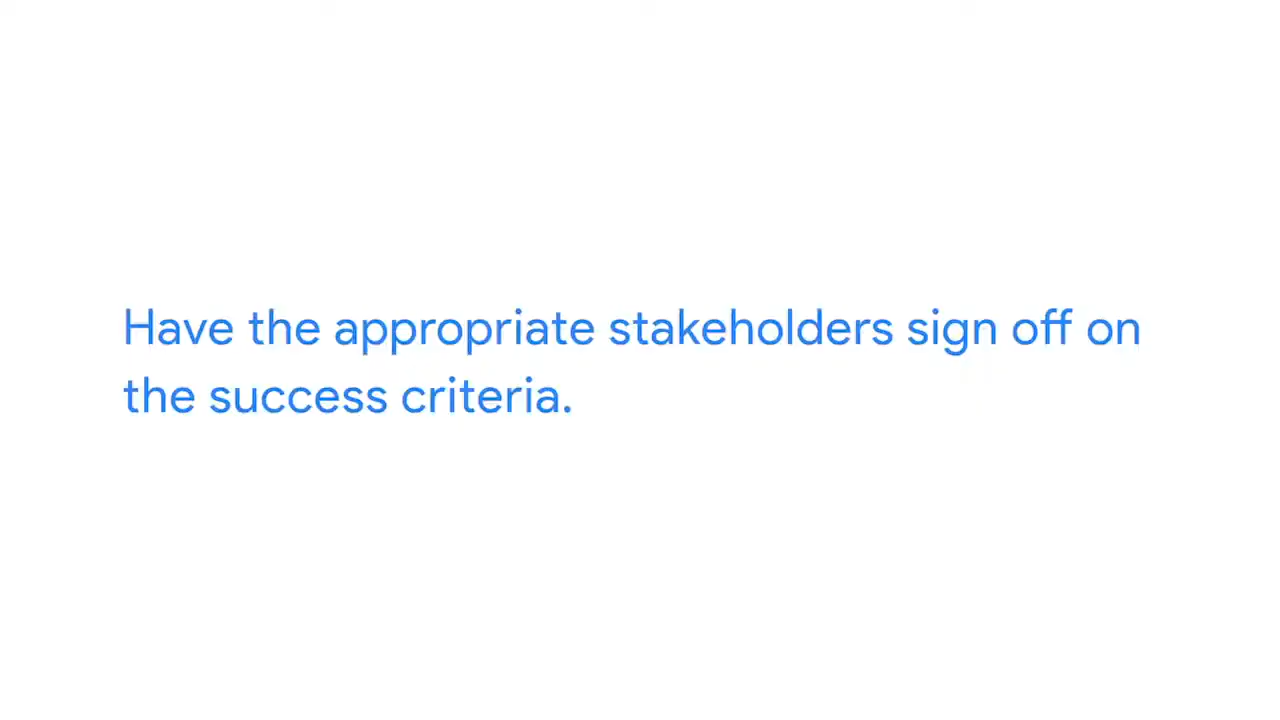 Have the appropriate stakeholders sign off on
the success criteria.